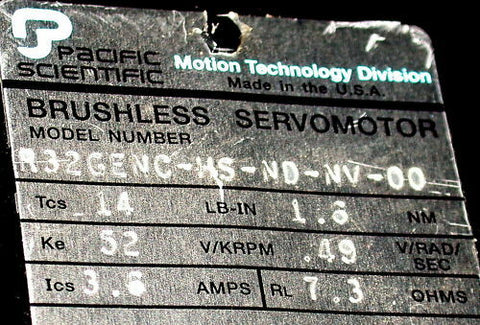 PACIFIC
SCIENTIFIC
Motion Technology Division
Made in the U.S.A.
BRUSHLESS SERVOMOTOR
MODEL NUMBER
R32GENC-HS-ND-NV-00
Tcs 14 LB-IN 1.6 NM
Ke 52 V/KRPM .49 V/RAD/
SEC
Ics 3.6 AMPS RL 7.3 OHMS